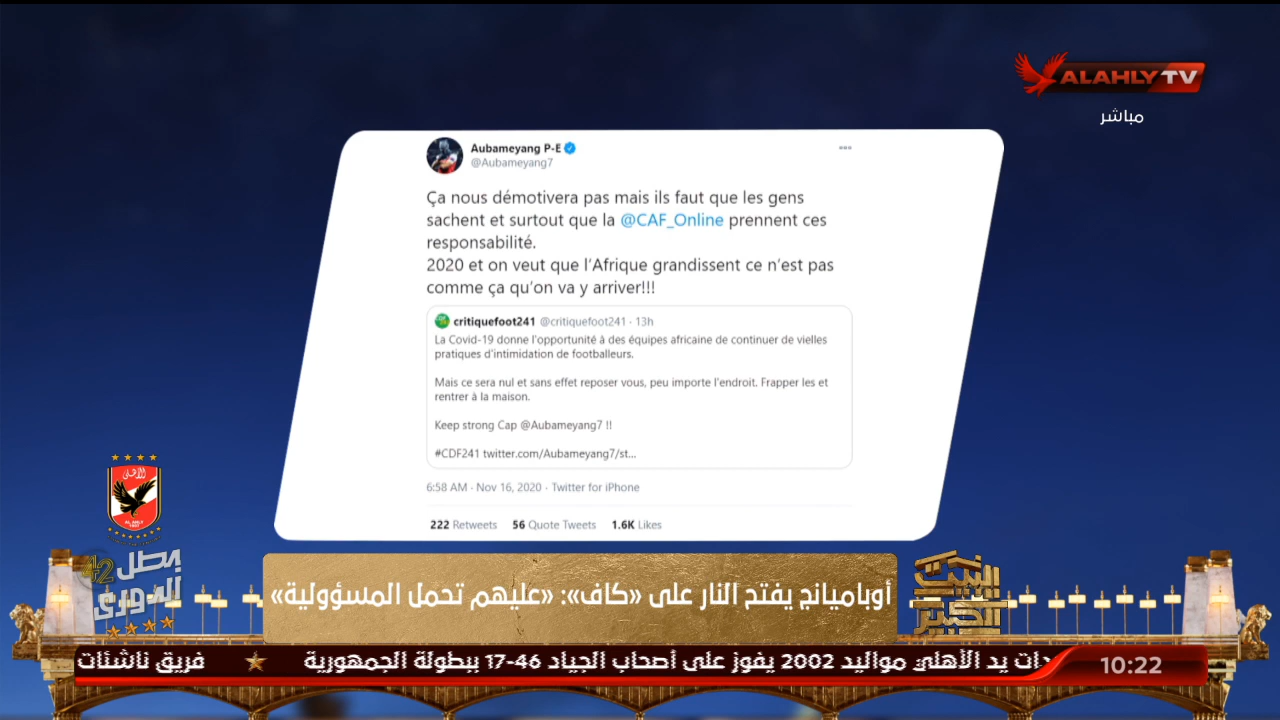 ALAHLY TV
مباشر
Aubameyang P-E
@Aubameyang7
Ça nous démotivera pas mais ils faut que les gens
sachent et surtout que la @CAF_Online prennent ces
responsabilité.
2020 et on veut que l'Afrique grandissent ce n'est pas
comme ça qu'on va y arriver!!!
critiquefoot241 @critiquefoot241 · 13h
La Covid-19 donne l'opportunité à des équipes africaine de continuer de vielles
pratiques d'intimidation de footballeurs.
Mais ce sera nul et sans effet reposer vous, peu importe l'endroit. Frapper les et
rentrer à la maison.
Keep strong Cap @Aubameyang7 !!
#CDF241 twitter.com/Aubameyang7/st...
6:58 AM · Nov 16, 2020 · Twitter for iPhone
222 Retweets 56 Quote Tweets 1.6K Likes
الأهلي
AL AHLY
1907
بطل 42
الدورى
البيت
الكبير
أوباميانج يفتح النار على «كاف»: «عليهم تحمل المسؤولية»
دات يد الأهلي مواليد 2002 يفوز على أصحاب الجياد 46-17 ببطولة الجمهورية
فريق ناشئات
10:22